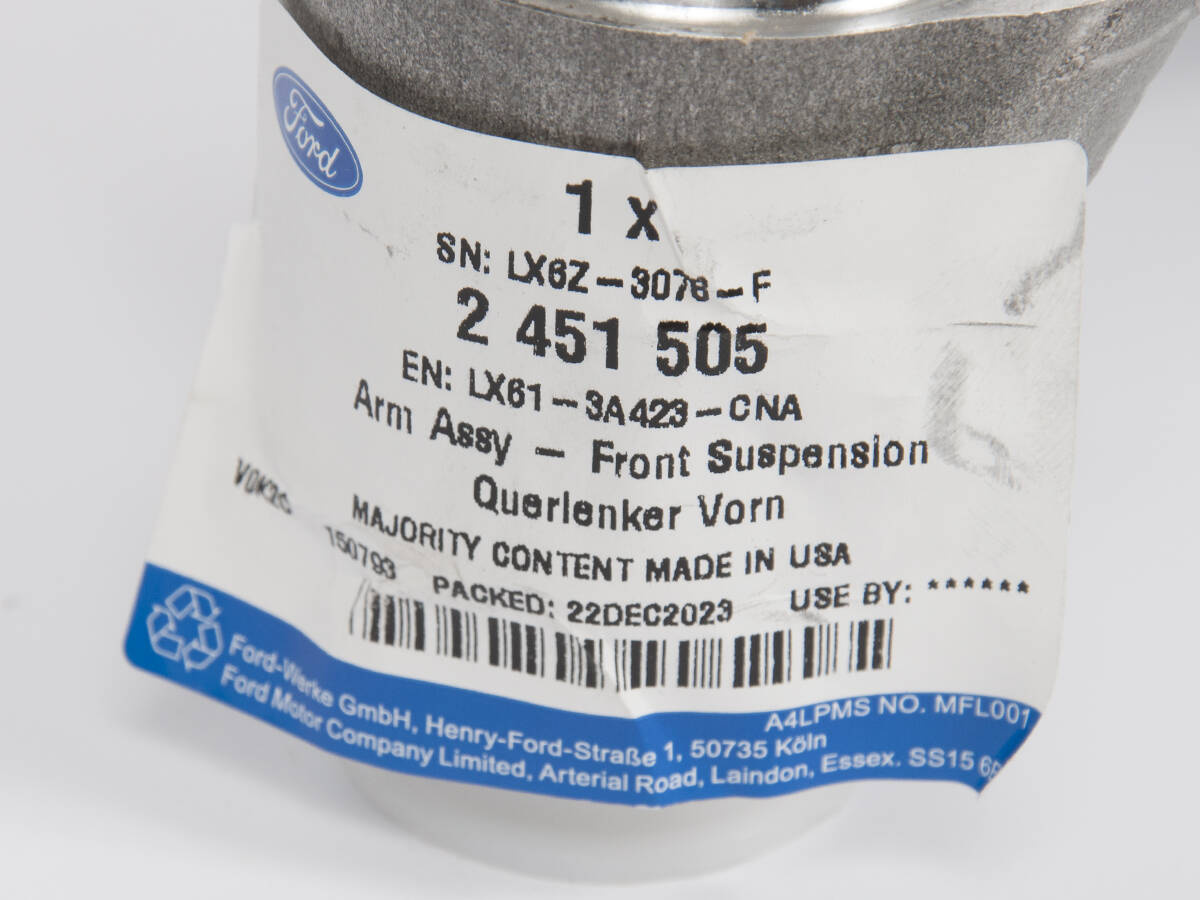 Ford
1 x
SN: LX6Z-3078-F
2 451 505
EN: LX61-3A423-CNA
Arm Assy - Front Suspension
Querlenker Vorn
MAJORITY CONTENT MADE IN USA
150793 PACKED: 22DEC2023 USE BY: ******
A4LPMS NO. MFL001
Ford-Werke GmbH, Henry-Ford-Straße 1, 50735 Köln
Ford Motor Company Limited, Arterial Road, Laindon, Essex. SS15